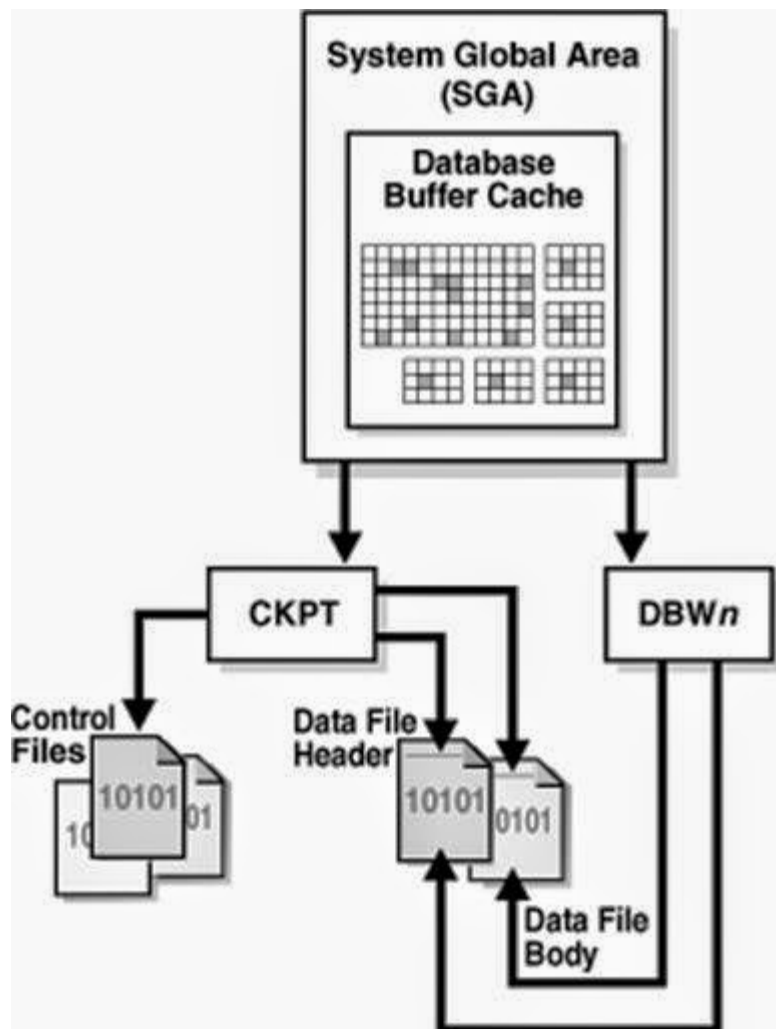 System Global Area
(SGA)
Database
Buffer Cache
CKPT
DBWn
Control
Files
Data File
Header
10101
10
01
10101
0101
Data File
Body